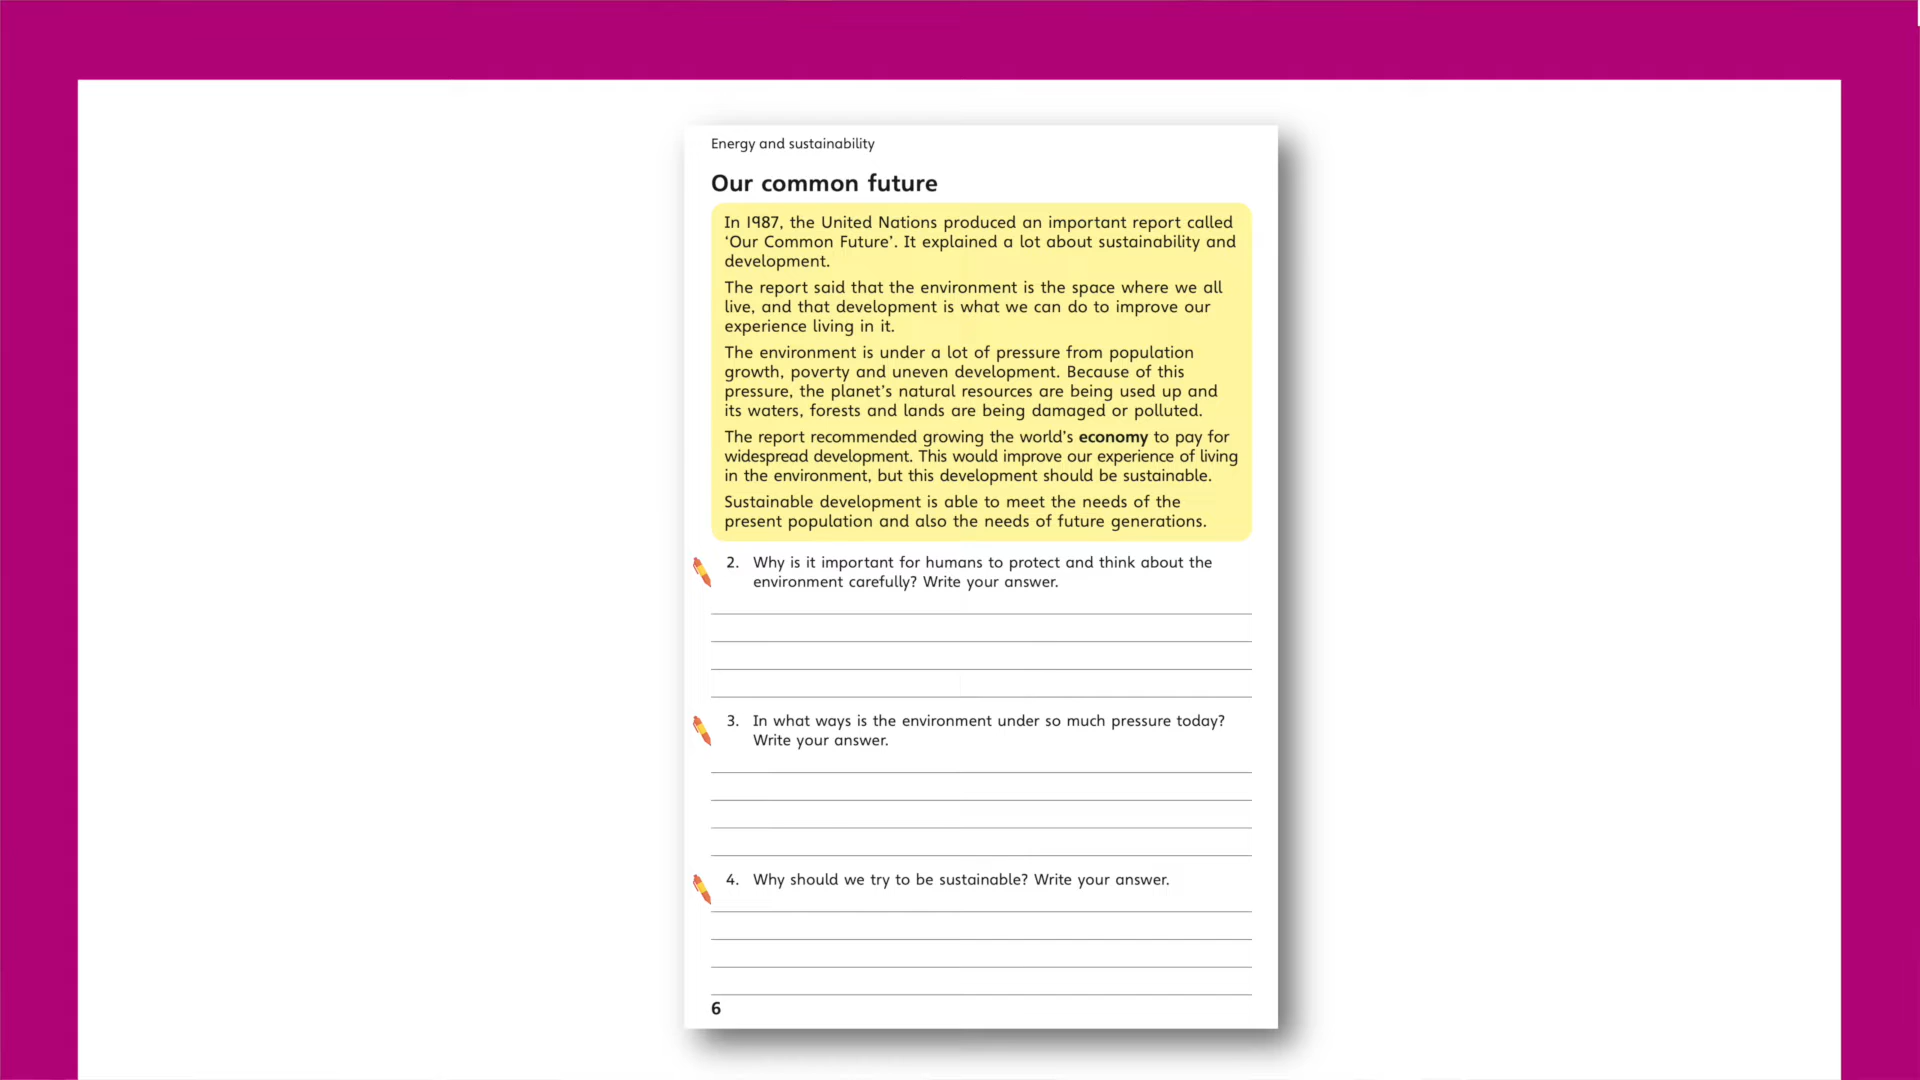 Energy and sustainability
Our common future
In 1987, the United Nations produced an important report called
‘Our Common Future’. It explained a lot about sustainability and
development.
The report said that the environment is the space where we all
live, and that development is what we can do to improve our
experience living in it.
The environment is under a lot of pressure from population
growth, poverty and uneven development. Because of this
pressure, the planet’s natural resources are being used up and
its waters, forests and lands are being damaged or polluted.
The report recommended growing the world’s economy to pay for
widespread development. This would improve our experience of living
in the environment, but this development should be sustainable.
Sustainable development is able to meet the needs of the
present population and also the needs of future generations.
2. Why is it important for humans to protect and think about the
environment carefully? Write your answer.
3. In what ways is the environment under so much pressure today?
Write your answer.
4. Why should we try to be sustainable? Write your answer.
6